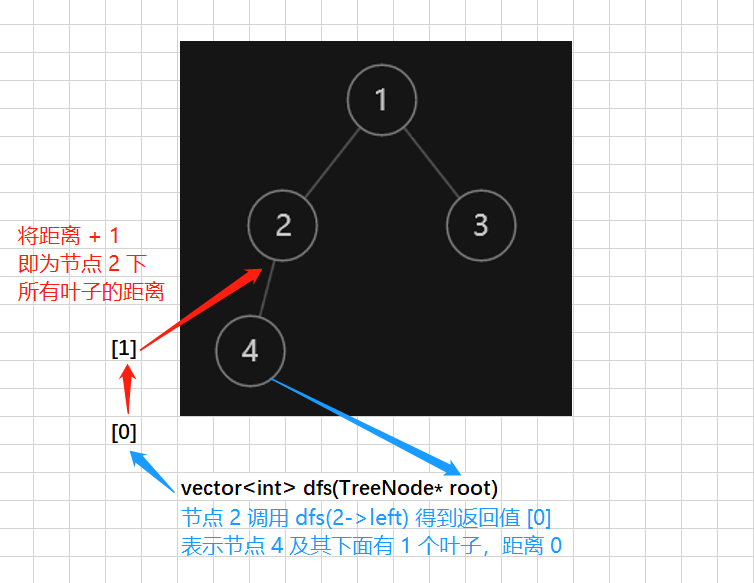 1
2
3
将距离 + 1
即为节点 2 下
所有叶子的距离
[1]
4
[0]
vector<int> dfs(TreeNode* root)
节点 2 调用 dfs(2->left) 得到返回值 [0]
表示节点 4 及其下面有 1 个叶子，距离 0